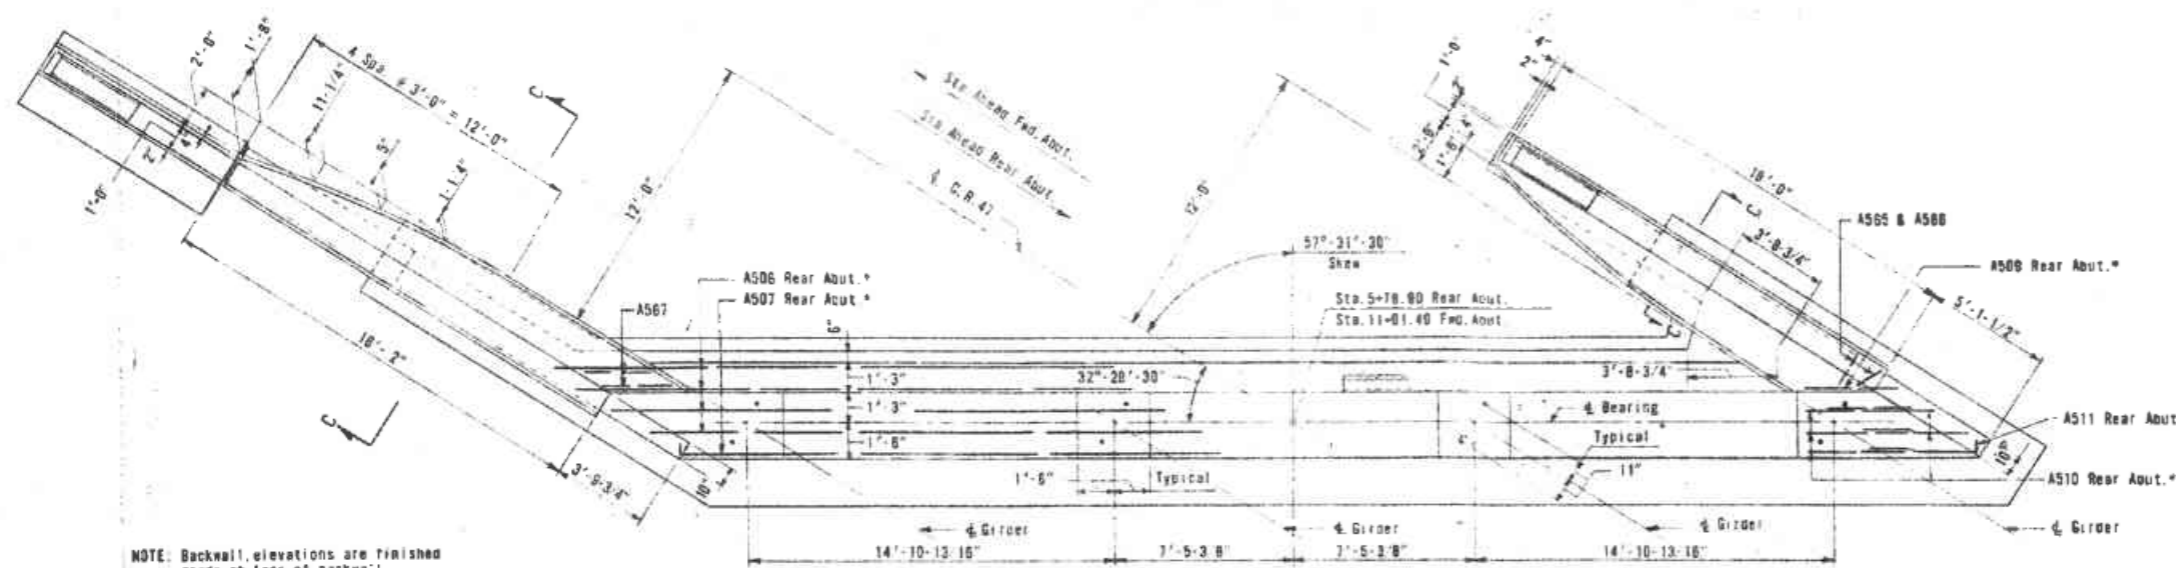 2'-0"
1'-8"
4 Spa. @ 3'-0" = 12'-0"
11-1/4"
C
5"
1-1/4"
2"
4"
1'-0"
12'-0"
Sta Ahead Fwd. Abut.
Sta Ahead Rear Abut.
℄ C.R. 47
12'-0"
1'-0"
4"
2"
2'-0"
18'-0"
C
3'-8-3/4"
A565 & A566
A509 Rear Abut.*
5'-1-1/2"
57°-31'-30"
Skew
Sta. 5+78.90 Rear Abut.
Sta. 11+01.40 Fwd. Abut
A506 Rear Abut.*
A507 Rear Abut *
A567
6"
16'-2"
1'-3"
1'-3"
1'-6"
32°-28'-30"
3'-8-3/4"
℄ Bearing
Typical
11"
A511 Rear Abut
A510 Rear Abut.*
10"
C
3'-9-3/4"
10"
1'-6"
Typical
℄ Girder
℄ Girder
℄ Girder
℄ Girder
℄ Girder
14'-10-13/16"
7'-5-3/8"
7'-5-3/8"
14'-10-13/16"
NOTE: Backwall, elevations are finished